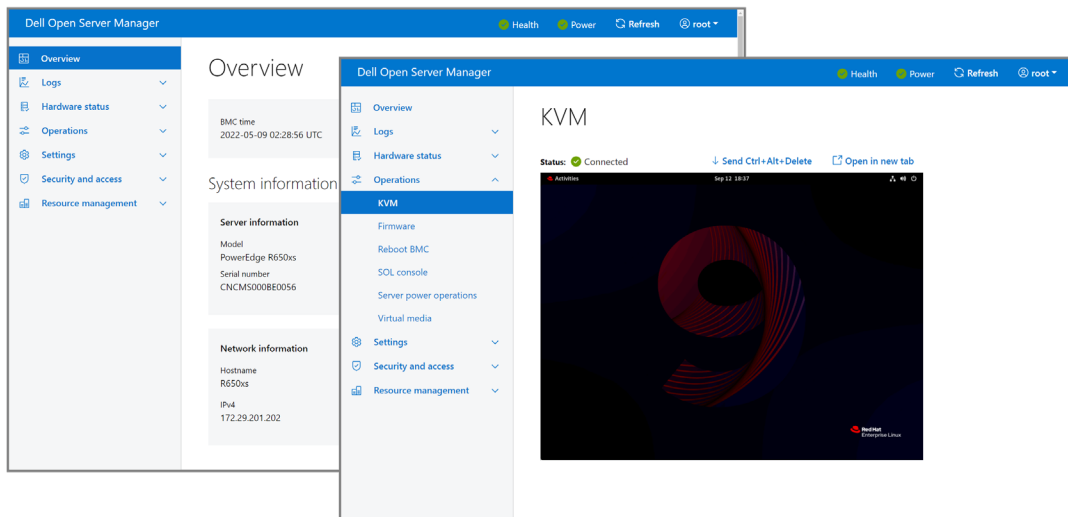 Dell Open Server Manager
Health
Power
Refresh
root
Overview
Logs
Hardware status
Operations
Settings
Security and access
Resource management
Overview
BMC time
2022-05-09 02:28:56 UTC
System information
Server information
Model
PowerEdge R650xs
Serial number
CNCMS000BE0056
Network information
Hostname
R650xs
IPv4
172.29.201.202
Dell Open Server Manager
Health
Power
Refresh
root
Overview
Logs
Hardware status
Operations
KVM
Firmware
Reboot BMC
SOL console
Server power operations
Virtual media
Settings
Security and access
Resource management
KVM
Status: Connected
Send Ctrl+Alt+Delete
Open in new tab
Activities
Sep 12 18:37
Red Hat
Enterprise Linux